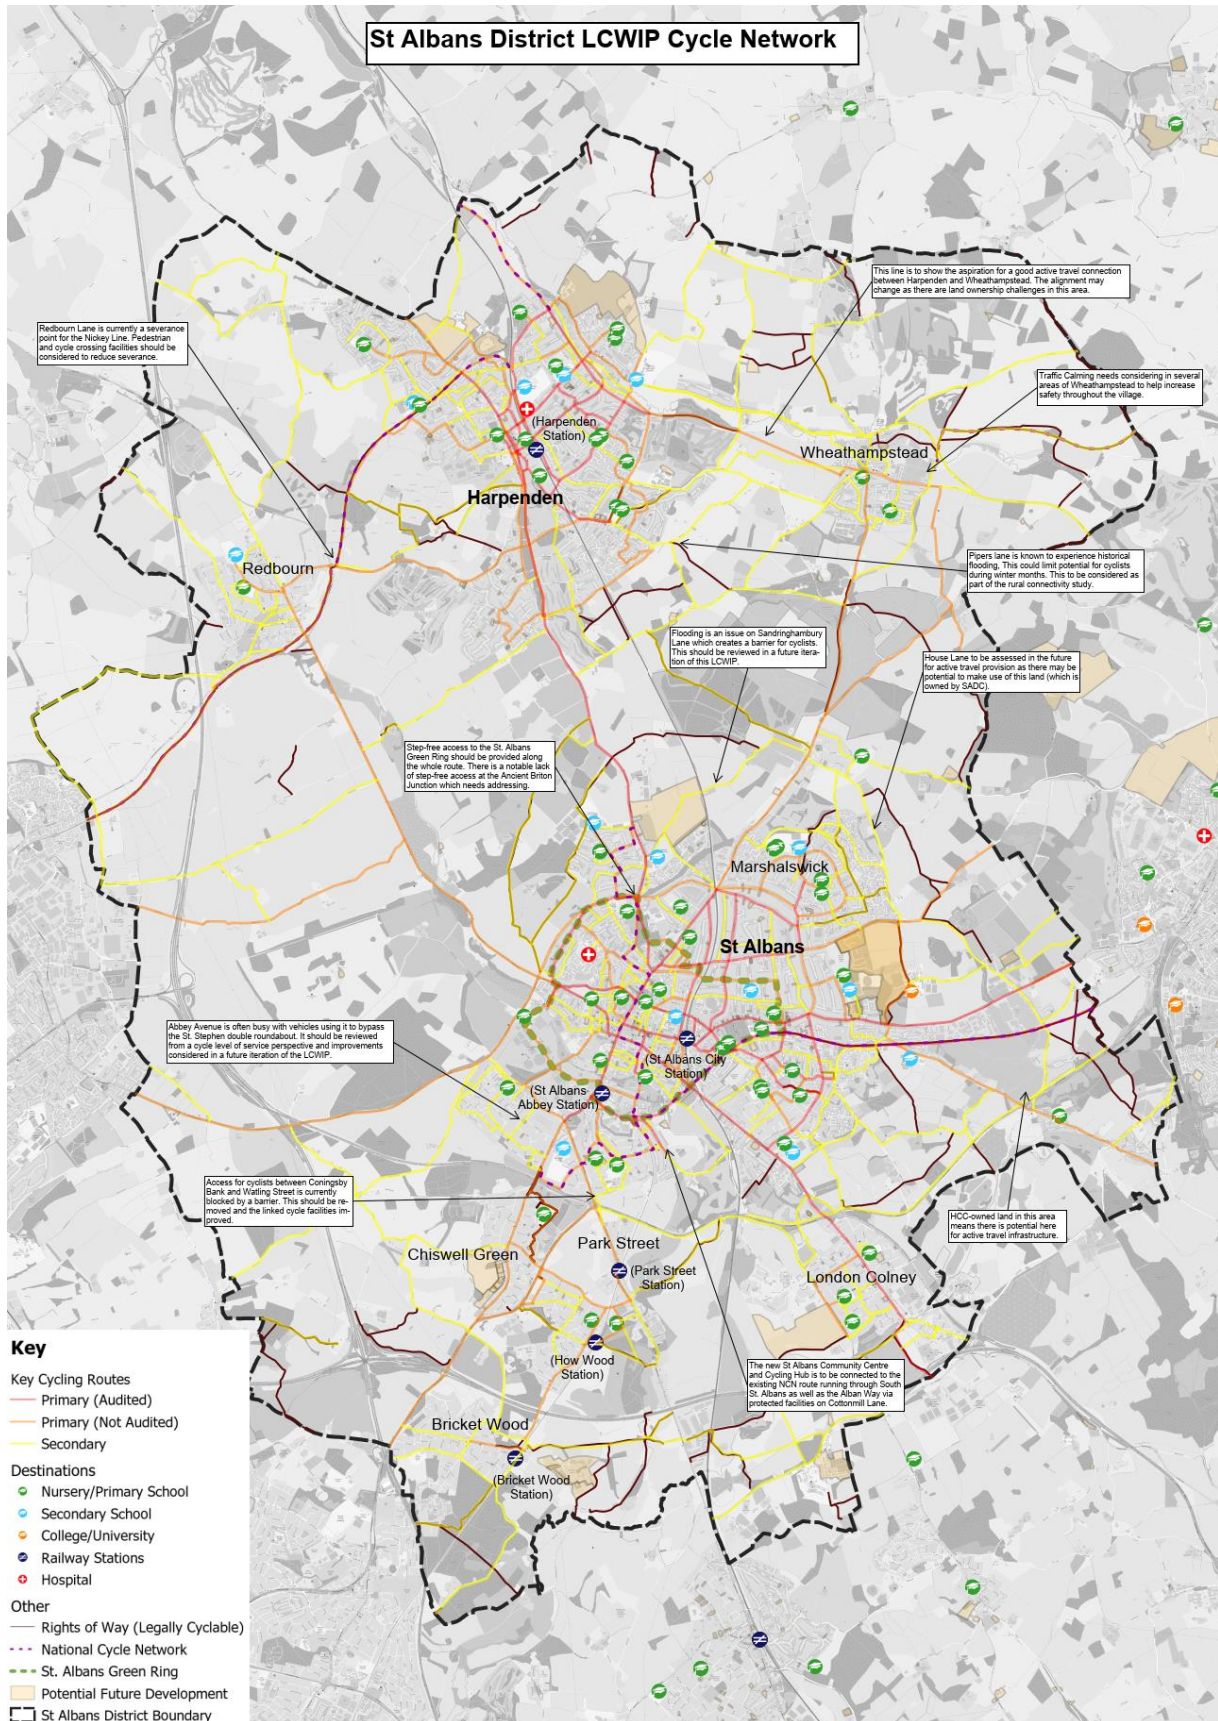 St Albans District LCWIP Cycle Network
This line is to show the aspiration for a good active travel connection
between Harpenden and Wheathampstead. The alignment may
change as there are land ownership challenges in this area.
Redbourn Lane is currently a severance
point for the Nickey Line. Pedestrian
and cycle crossing facilities should be
considered to reduce severance.
Traffic Calming needs considering in several
areas of Wheathampstead to help increase
safety throughout the village.
(Harpenden
Station)
Wheathampstead
Harpenden
Redbourn
Pipers lane is known to experience historical
flooding, This could limit potential for cyclists
during winter months. This to be considered as
part of the rural connectivity study.
Flooding is an issue on Sandringhambury
Lane which creates a barrier for cyclists.
This should be reviewed in a future itera-
tion of this LCWIP.
House Lane to be assessed in the future
for active travel provision as there may be
potential to make use of this land (which is
owned by SADC).
Step-free access to the St. Albans
Green Ring should be provided along
the whole route. There is a notable lack
of step-free access at the Ancient Briton
Junction which needs addressing.
Marshalswick
St Albans
Abbey Avenue is often busy with vehicles using it to bypass
the St. Stephen double roundabout. It should be reviewed
from a cycle level of service perspective and improvements
considered in a future iteration of the LCWIP.
(St Albans City
Station)
(St Albans
Abbey Station)
Access for cyclists between Coningsby
Bank and Watling Street is currently
blocked by a barrier. This should be re-
moved and the linked cycle facilities im-
proved.
HCC-owned land in this area
means there is potential here
for active travel infrastructure.
Park Street
Chiswell Green
(Park Street
Station)
London Colney
(How Wood
Station)
The new St Albans Community Centre
and Cycling Hub is to be connected to the
existing NCN route running through South
St. Albans as well as the Alban Way via
protected facilities on Cottonmill Lane.
Bricket Wood
(Bricket Wood
Station)
Key
Key Cycling Routes
Primary (Audited)
Primary (Not Audited)
Secondary
Destinations
Nursery/Primary School
Secondary School
College/University
Railway Stations
Hospital
Other
Rights of Way (Legally Cyclable)
National Cycle Network
St. Albans Green Ring
Potential Future Development
St Albans District Boundary